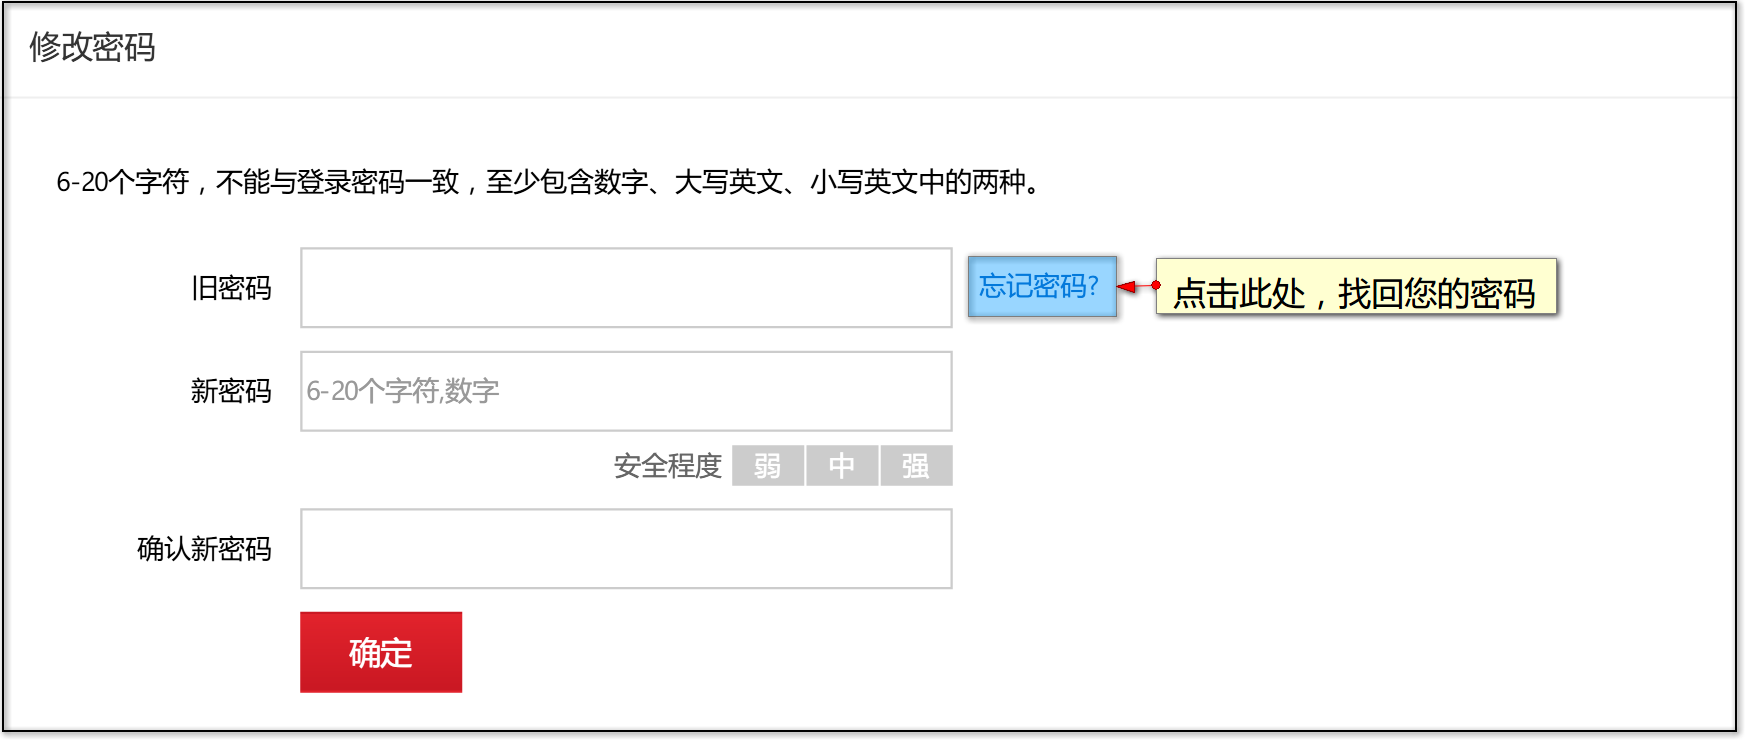 修改密码
6-20个字符，不能与登录密码一致，至少包含数字、大写英文、小写英文中的两种。
旧密码 忘记密码? 点击此处，找回您的密码
新密码 6-20个字符,数字
安全程度 弱 中 强
确认新密码
确定